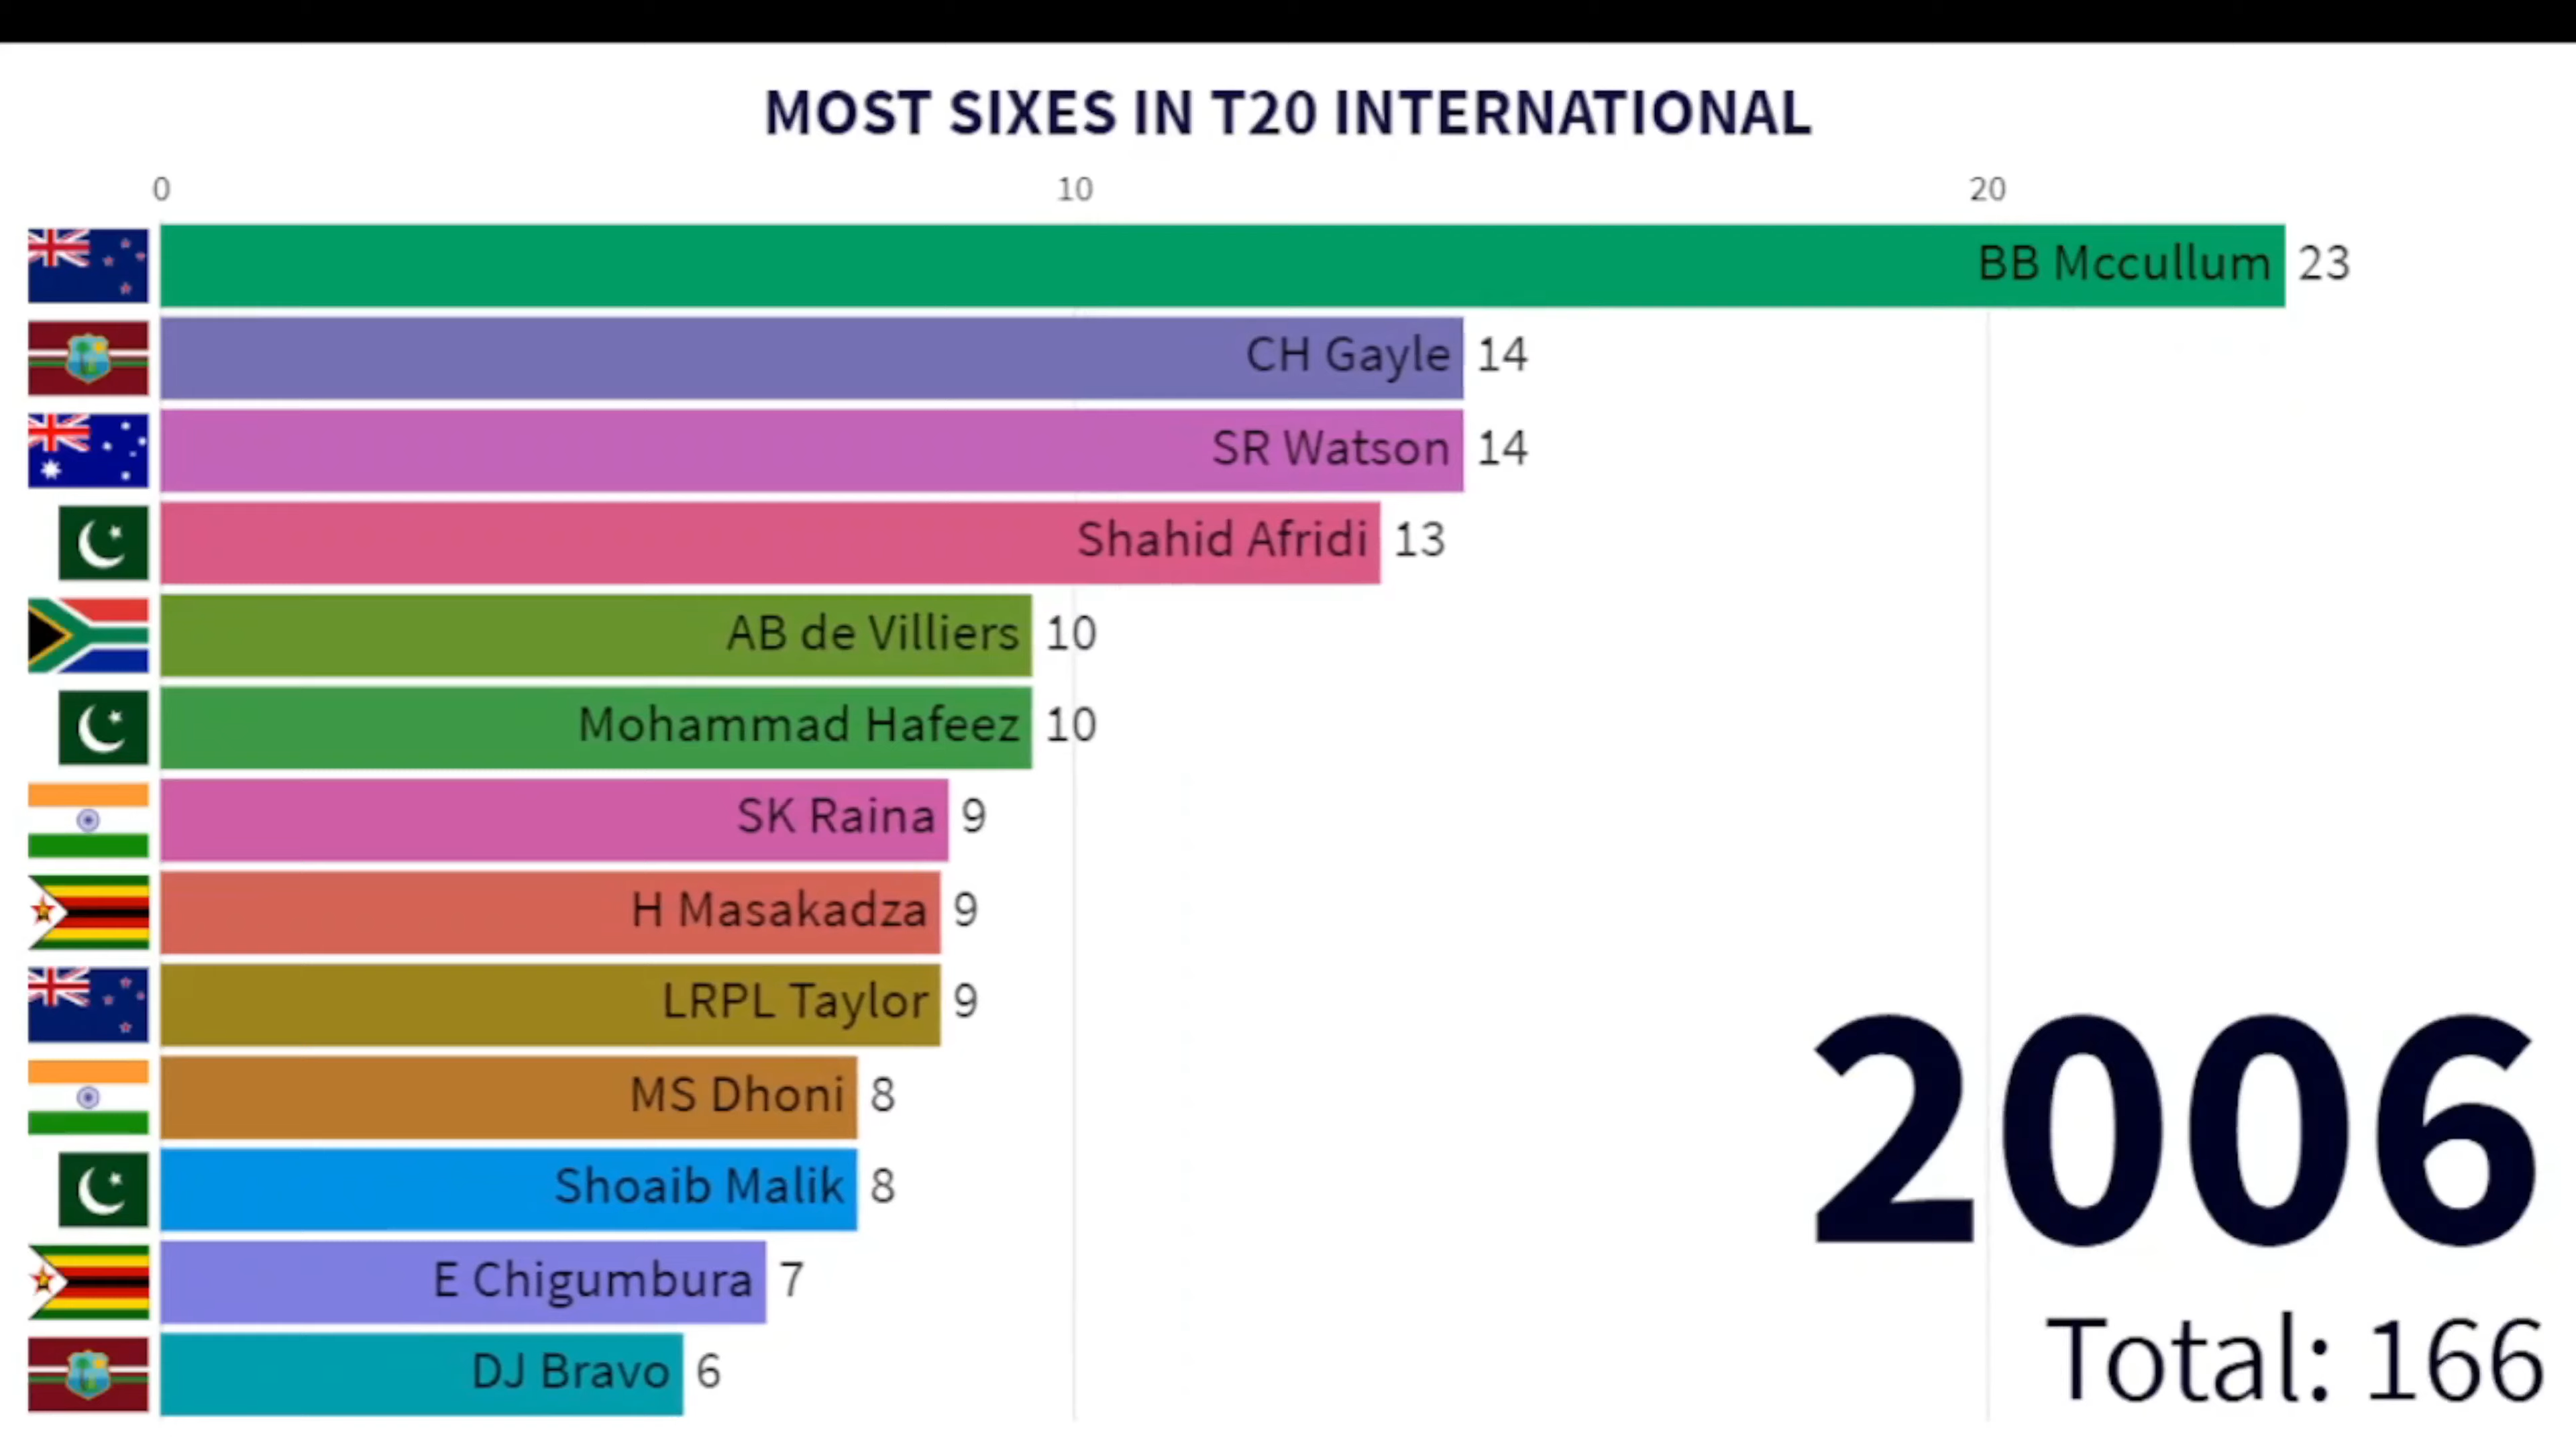 MOST SIXES IN T20 INTERNATIONAL
0 10 20
BB Mccullum 23
CH Gayle 14
SR Watson 14
Shahid Afridi 13
AB de Villiers 10
Mohammad Hafeez 10
SK Raina 9
H Masakadza 9
LRPL Taylor 9
MS Dhoni 8
Shoaib Malik 8
E Chigumbura 7
DJ Bravo 6
2006
Total: 166